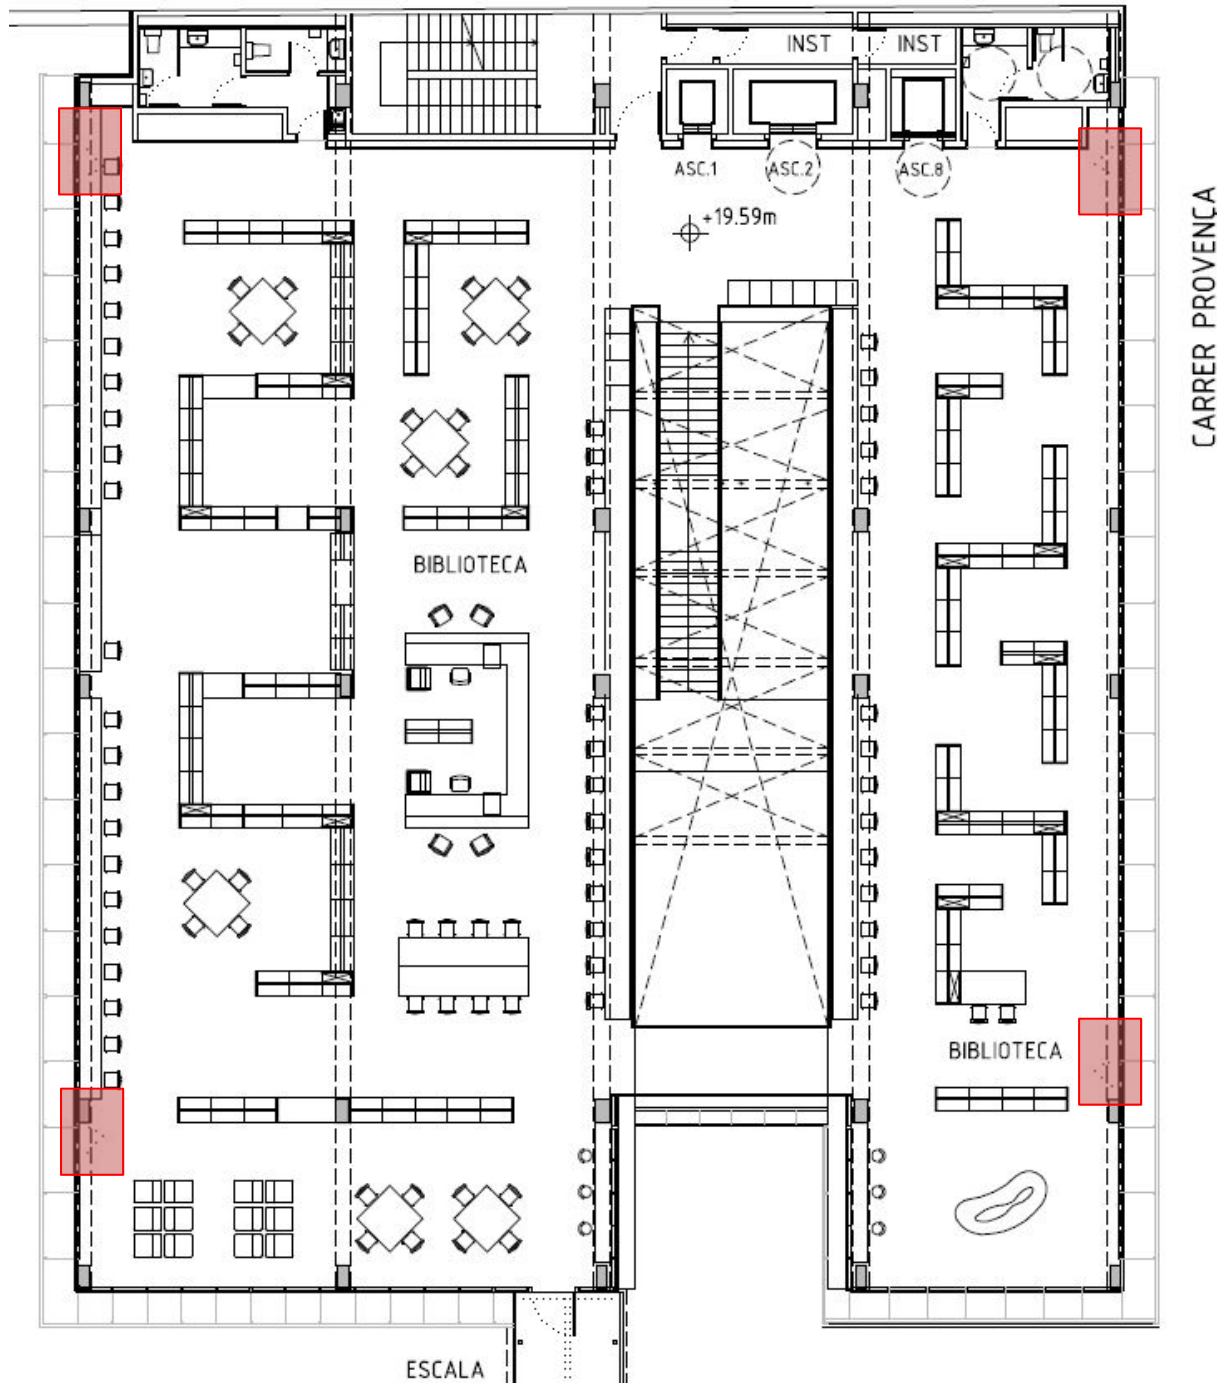 INST
INST
ASC.1
ASC.2
ASC.8
+19.59m
CARRER PROVENÇA
BIBLIOTECA
BIBLIOTECA
ESCALA